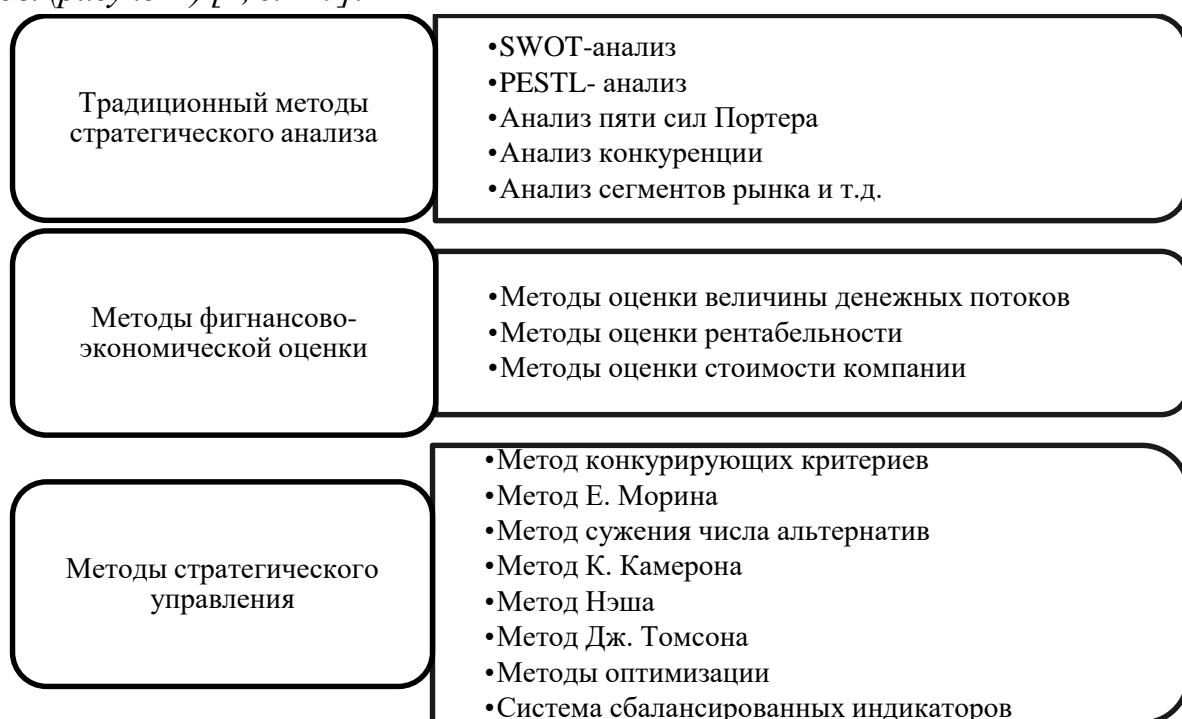 Традиционный методы
стратегического анализа
•SWOT-анализ
•PESTL- анализ
•Анализ пяти сил Портера
•Анализ конкуренции
•Анализ сегментов рынка и т.д.
Методы фигнансово-
экономической оценки
•Методы оценки величины денежных потоков
•Методы оценки рентабельности
•Методы оценки стоимости компании
Методы стратегического
управления
•Метод конкурирующих критериев
•Метод Е. Морина
•Метод сужения числа альтернатив
•Метод К. Камерона
•Метод Нэша
•Метод Дж. Томсона
•Методы оптимизации
•Система сбалансированных индикаторов